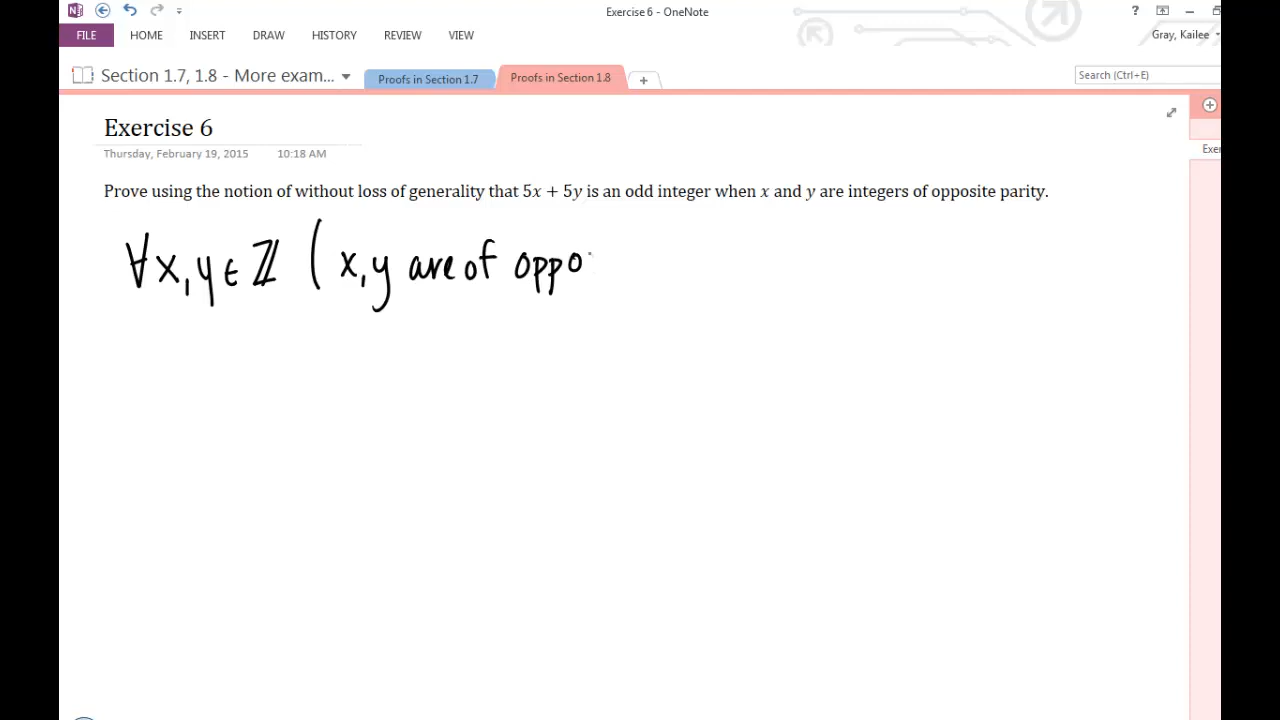 Exercise 6 - OneNote
?
FILE HOME INSERT DRAW HISTORY REVIEW VIEW
Gray, Kailee
Section 1.7, 1.8 - More exam... Proofs in Section 1.7 Proofs in Section 1.8
Search (Ctrl+E)
Exercise 6
Thursday, February 19, 2015 10:18 AM
Exer
Prove using the notion of without loss of generality that 5x + 5y is an odd integer when x and y are integers of opposite parity.
∀x, y ∈ ℤ ( x, y are of oppo